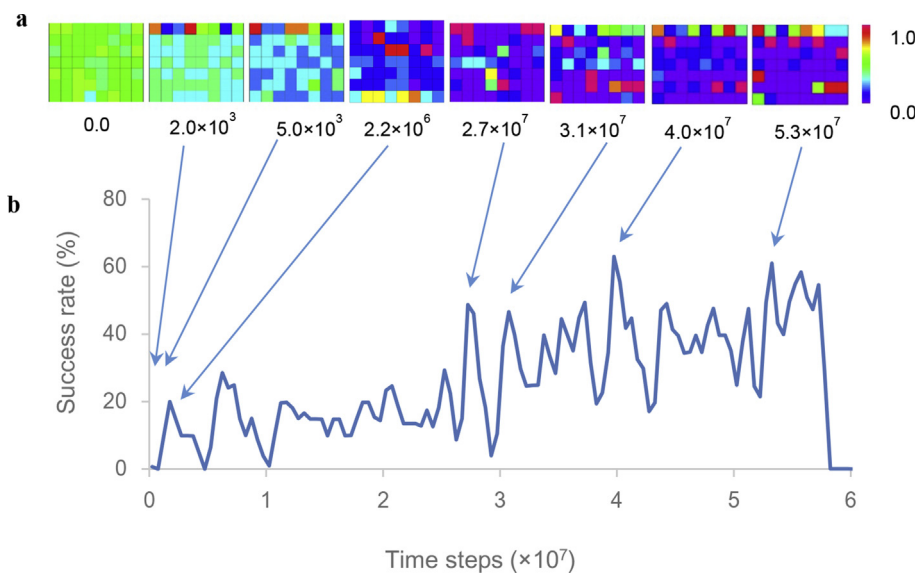 a
1.0
0.0
0.0 2.0×10³ 5.0×10³ 2.2×10⁶ 2.7×10⁷ 3.1×10⁷ 4.0×10⁷ 5.3×10⁷
b
80
60
40
20
0
Success rate (%)
0 1 2 3 4 5 6
Time steps (×10⁷)